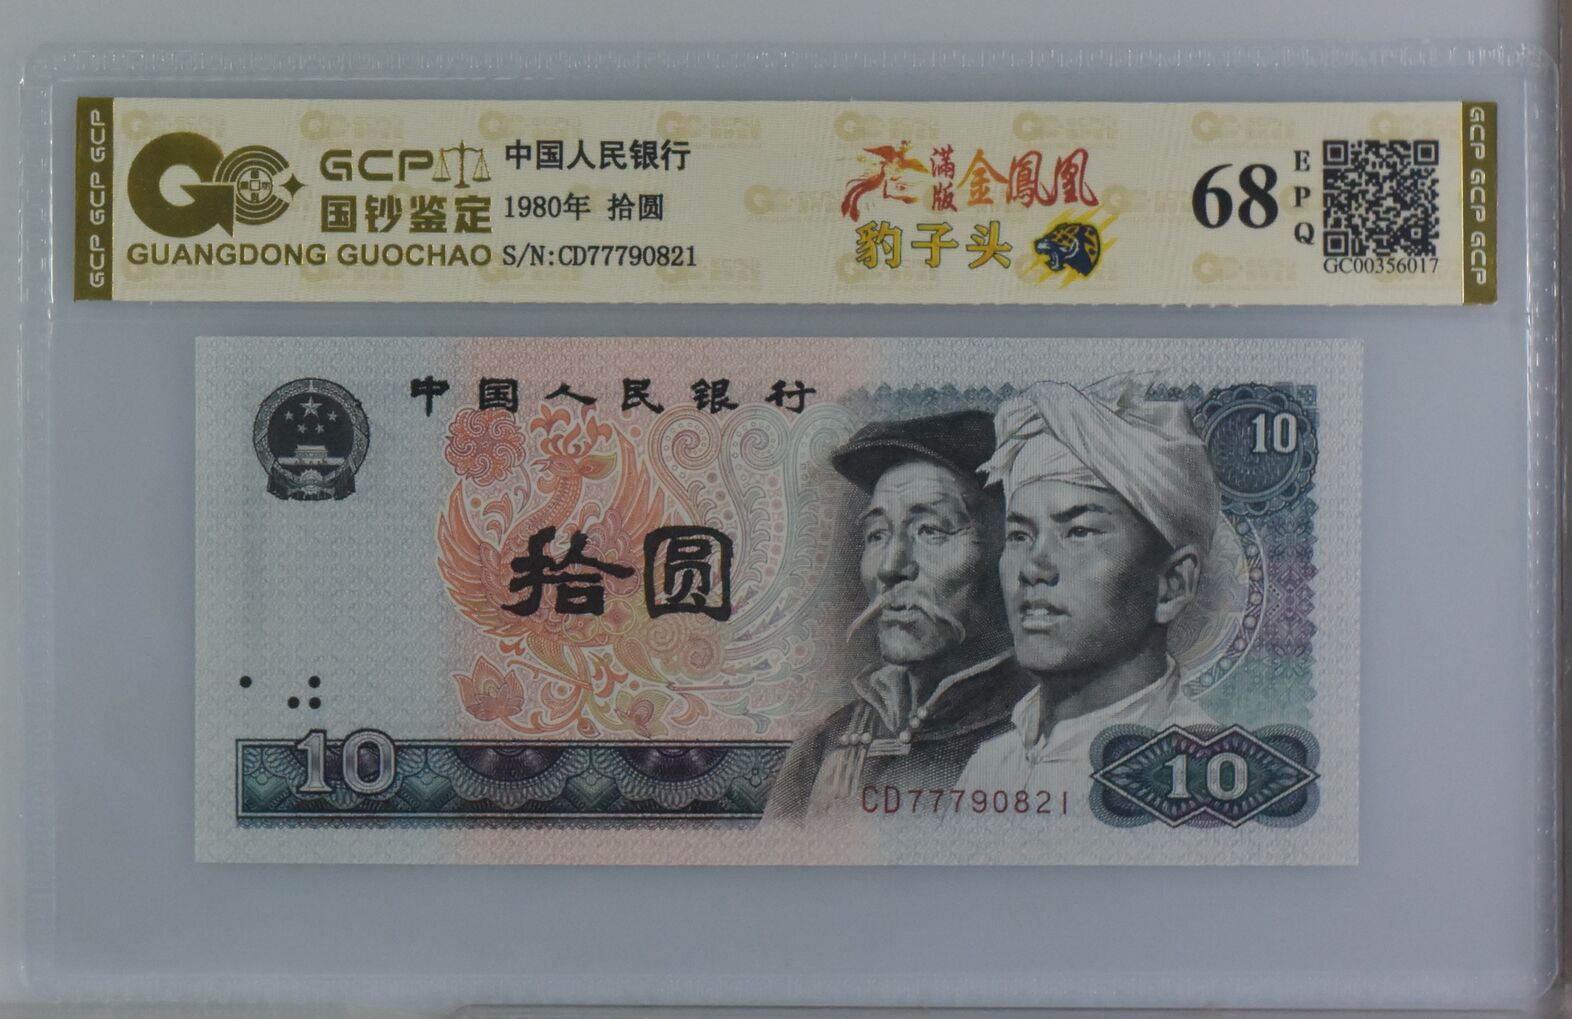 GCP GCP GCP
GCP
国钞鉴定
GUANGDONG GUOCHAO
中国人民银行
1980年 拾圆
S/N:CD77790821
满版金鳳凰
豹子头
68
EPQ
GC00356017
GCP GCP GCP
中国人民银行
10
拾圆
10
CD77790821
10